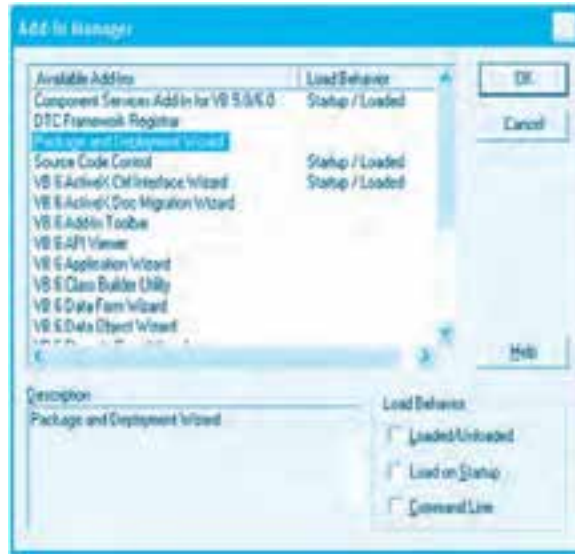 Add-In Manager
Available Add-Ins Load Behavior
Component Services Add-In for VB 5.0/6.0 Startup / Loaded
DTC Framework Registrar
Package and Deployment Wizard
Source Code Control Startup / Loaded
VB 6 ActiveX Ctrl Interface Wizard Startup / Loaded
VB 6 ActiveX Doc Migration Wizard
VB 6 Add-In Toolbar
VB 6 API Viewer
VB 6 Application Wizard
VB 6 Class Builder Utility
VB 6 Data Form Wizard
VB 6 Data Object Wizard
OK
Cancel
Help
Description
Package and Deployment Wizard
Load Behavior
Loaded/Unloaded
Load on Startup
Command Line